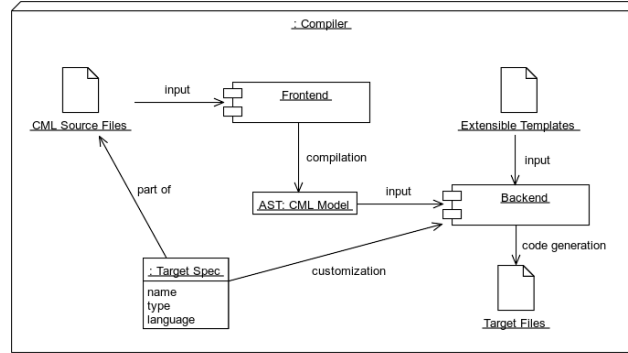 : Compiler
input
Frontend
CML Source Files
Extensible Templates
compilation
input
part of
AST: CML Model
input
Backend
: Target Spec
customization
code generation
name
type
language
Target Files